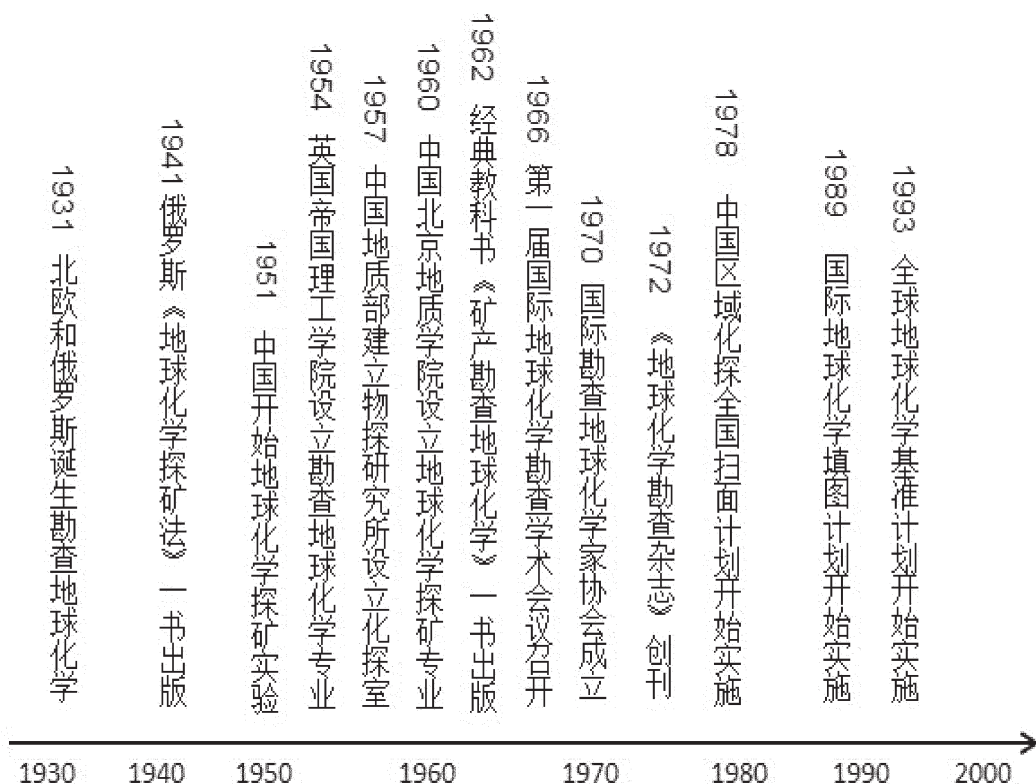 1931 北欧和俄罗斯诞生勘查地球化学
1941俄罗斯《地球化学探矿法》一书出版
1951 中国开始地球化学探矿实验
1954 英国帝国理工学院设立勘查地球化学专业
1957 中国地质部建立物探研究所设立化探室
1960 中国北京地质学院设立地球化学探矿专业
1962 经典教科书《矿产勘查地球化学》一书出版
1966 第一届国际地球化学勘查学术会议召开
1970 国际勘查地球化学家协会成立
1972 《地球化学勘查杂志》创刊
1978 中国区域化探全国扫面计划开始实施
1989 国际地球化学填图计划开始实施
1993 全球地球化学基准计划开始实施
1930 1940 1950 1960 1970 1980 1990 2000